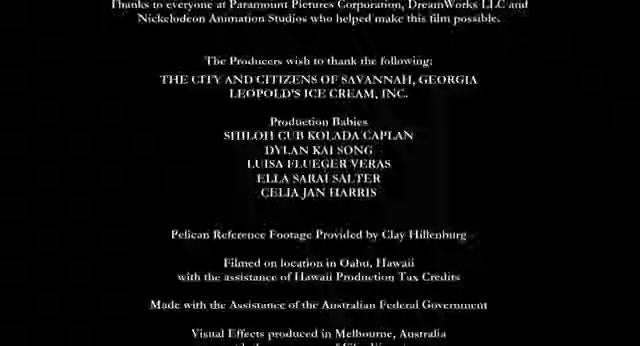 Thanks to everyone at Paramount Pictures Corporation, DreamWorks LLC and
Nickelodeon Animation Studios who helped make this film possible.
The Producers wish to thank the following:
THE CITY AND CITIZENS OF SAVANNAH, GEORGIA
LEOPOLD'S ICE CREAM, INC.
Production Babies
SHILOH CUB KOLADA CAPLAN
DYLAN KAI SONG
LUISA FLUEGER VERAS
ELLA SARAI SALTER
CELIA JAN HARRIS
Pelican Reference Footage Provided by Clay Hillenburg
Filmed on location in Oahu, Hawaii
with the assistance of Hawaii Production Tax Credits
Made with the Assistance of the Australian Federal Government
Visual Effects produced in Melbourne, Australia